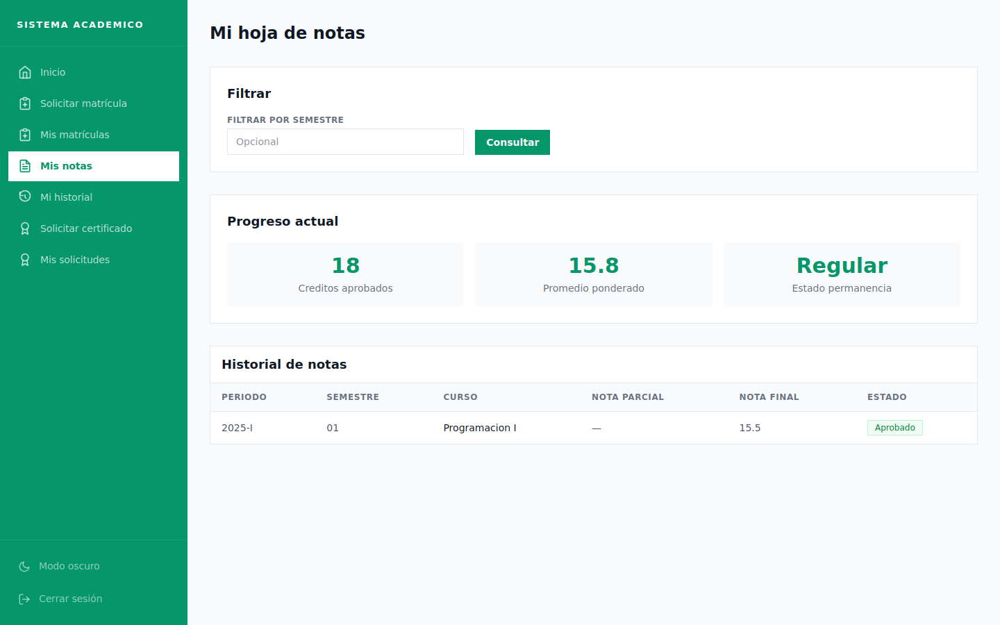 SISTEMA ACADEMICO
Inicio
Solicitar matrícula
Mis matrículas
Mis notas
Mi historial
Solicitar certificado
Mis solicitudes
Modo oscuro
Cerrar sesión
Mi hoja de notas
Filtrar
FILTRAR POR SEMESTRE
Opcional
Consultar
Progreso actual
18
Creditos aprobados
15.8
Promedio ponderado
Regular
Estado permanencia
Historial de notas
PERIODO SEMESTRE CURSO NOTA PARCIAL NOTA FINAL ESTADO
2025-I 01 Programacion I — 15.5 Aprobado